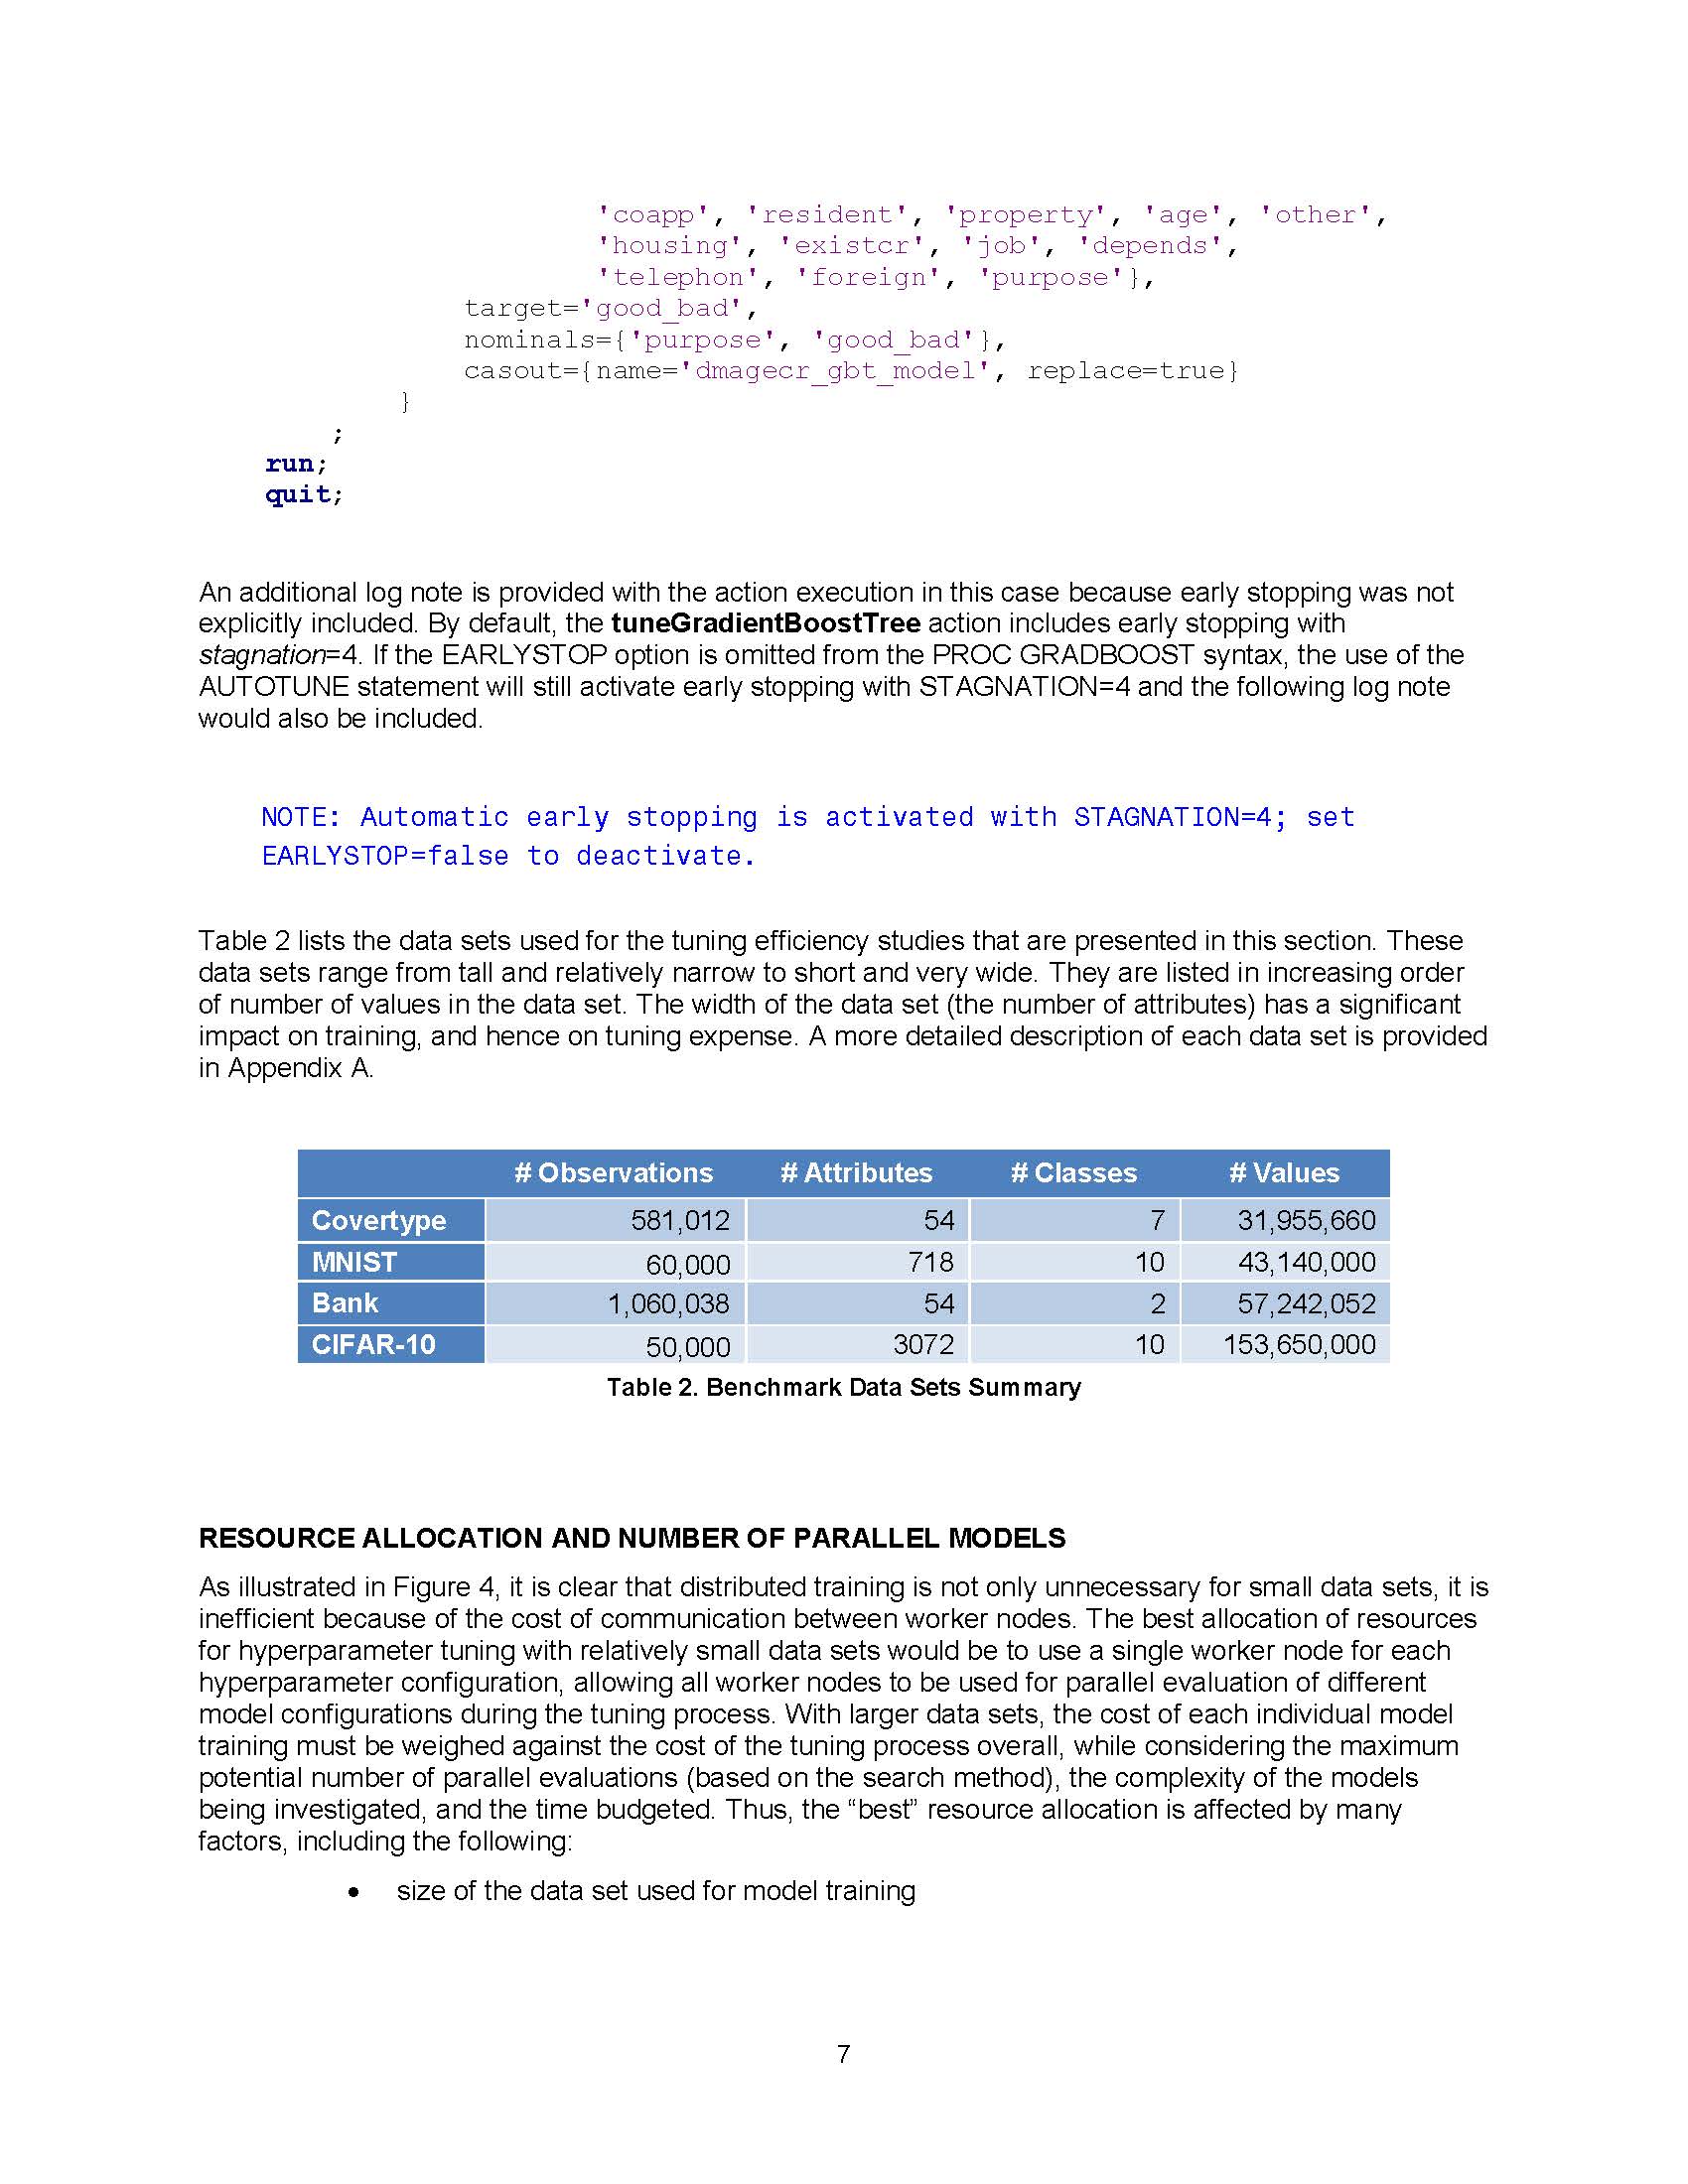 'coapp', 'resident', 'property', 'age', 'other',
'housing', 'existcr', 'job', 'depends',
'telephon', 'foreign', 'purpose'},
target='good_bad',
nominals={'purpose', 'good_bad'},
casout={name='dmagecr_gbt_model', replace=true}
}
;
run;
quit;
An additional log note is provided with the action execution in this case because early stopping was not
explicitly included. By default, the tuneGradientBoostTree action includes early stopping with
stagnation=4. If the EARLYSTOP option is omitted from the PROC GRADBOOST syntax, the use of the
AUTOTUNE statement will still activate early stopping with STAGNATION=4 and the following log note
would also be included.
NOTE: Automatic early stopping is activated with STAGNATION=4; set
EARLYSTOP=false to deactivate.
Table 2 lists the data sets used for the tuning efficiency studies that are presented in this section. These
data sets range from tall and relatively narrow to short and very wide. They are listed in increasing order
of number of values in the data set. The width of the data set (the number of attributes) has a significant
impact on training, and hence on tuning expense. A more detailed description of each data set is provided
in Appendix A.
# Observations # Attributes # Classes # Values
Covertype 581,012 54 7 31,955,660
MNIST 60,000 718 10 43,140,000
Bank 1,060,038 54 2 57,242,052
CIFAR-10 50,000 3072 10 153,650,000
Table 2. Benchmark Data Sets Summary
RESOURCE ALLOCATION AND NUMBER OF PARALLEL MODELS
As illustrated in Figure 4, it is clear that distributed training is not only unnecessary for small data sets, it is
inefficient because of the cost of communication between worker nodes. The best allocation of resources
for hyperparameter tuning with relatively small data sets would be to use a single worker node for each
hyperparameter configuration, allowing all worker nodes to be used for parallel evaluation of different
model configurations during the tuning process. With larger data sets, the cost of each individual model
training must be weighed against the cost of the tuning process overall, while considering the maximum
potential number of parallel evaluations (based on the search method), the complexity of the models
being investigated, and the time budgeted. Thus, the “best” resource allocation is affected by many
factors, including the following:
• size of the data set used for model training
7